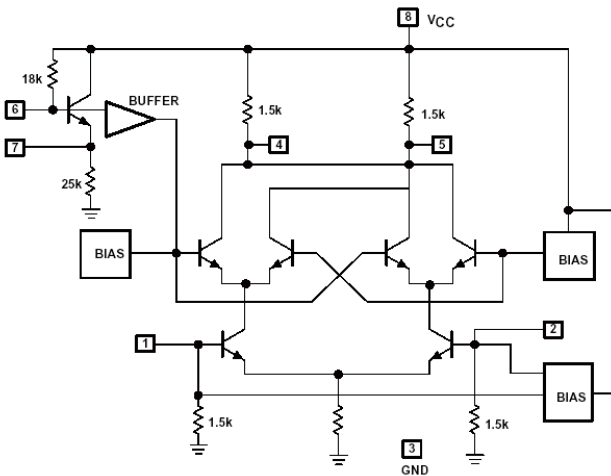 8 VCC
18k
6
BUFFER
1.5k
1.5k
7
4
5
25k
BIAS
BIAS
1
2
1.5k
1.5k
BIAS
3
GND